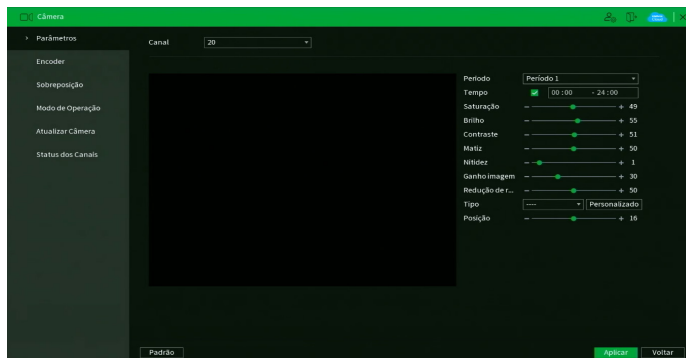 Câmera
Parâmetros
Encoder
Sobreposição
Modo de Operação
Atualizar Câmera
Status dos Canais
Canal 20
Período Período 1
Tempo 00:00 - 24:00
Saturação - + 49
Brilho - + 55
Contraste - + 51
Matiz - + 50
Nitidez - + 1
Ganho imagem - + 30
Redução de r... - + 50
Tipo ---- Personalizado
Posição - + 16
Padrão Aplicar Voltar